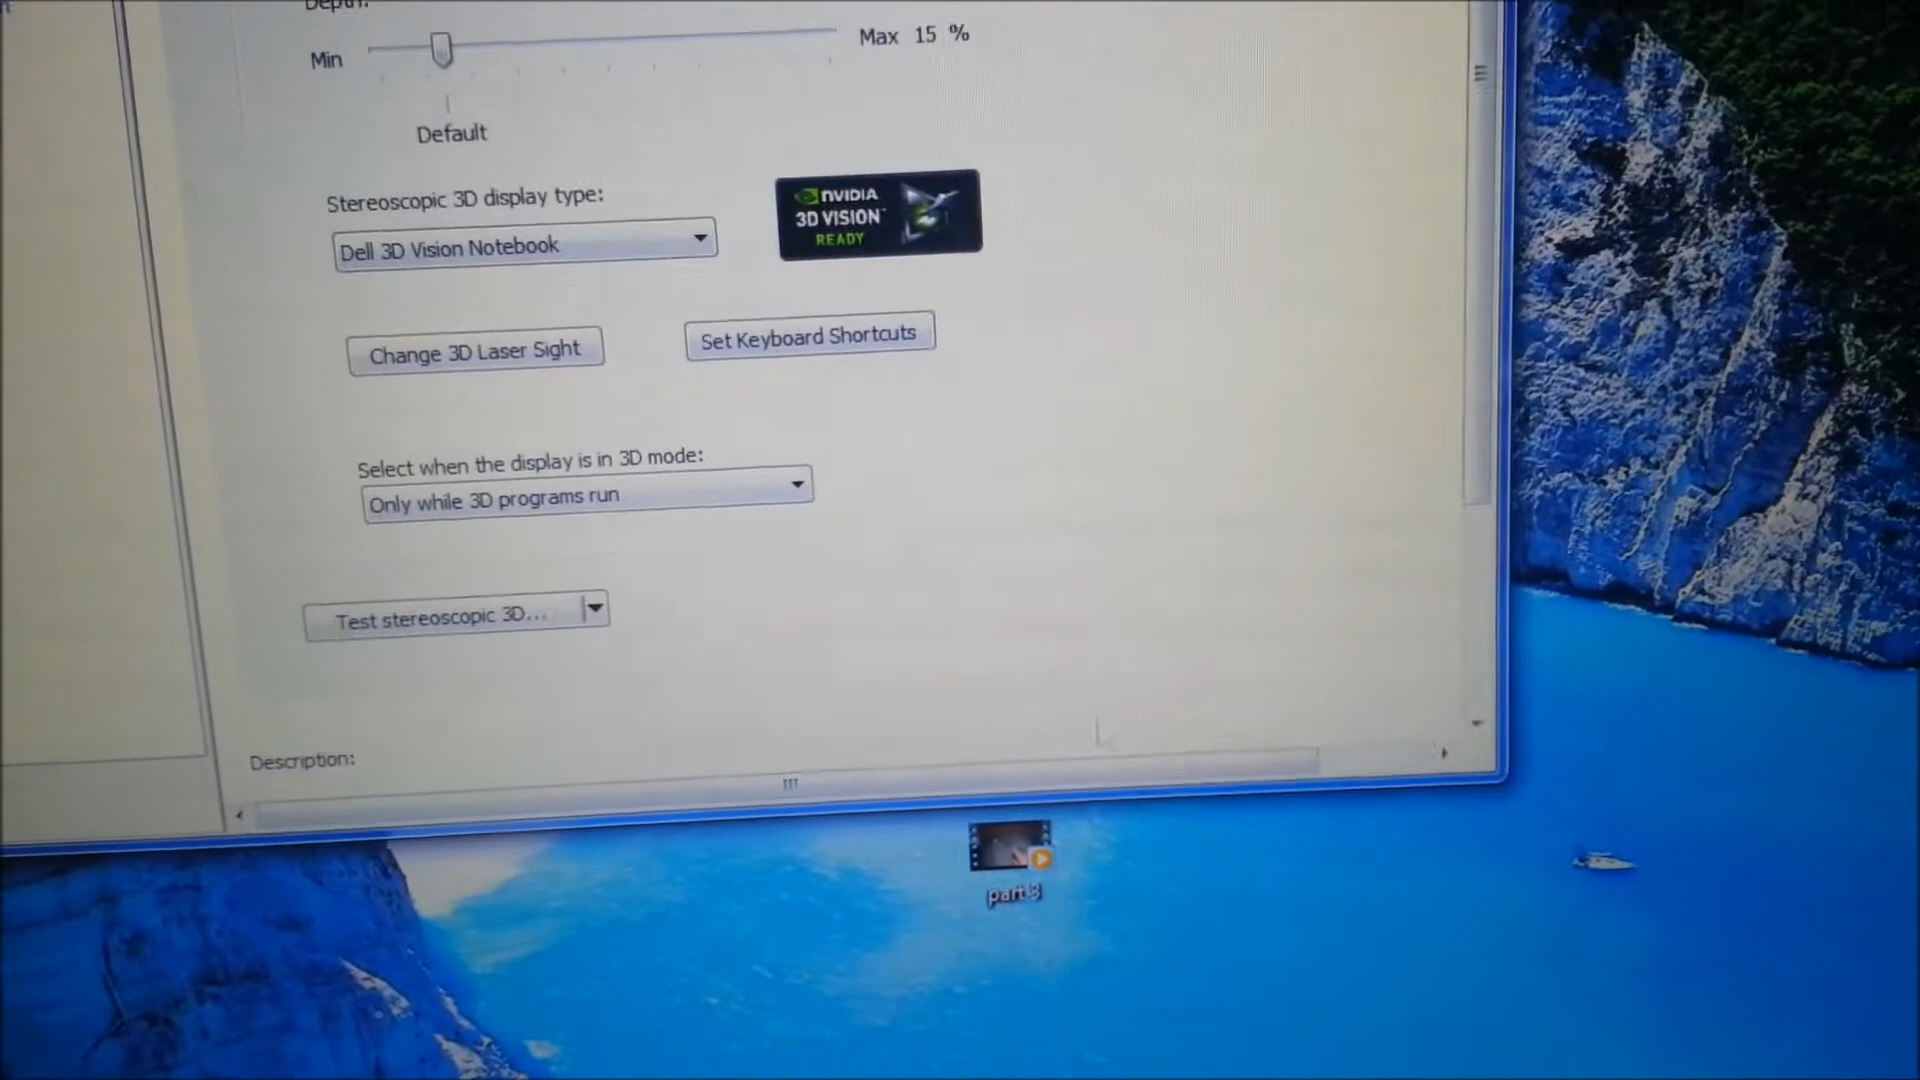 Depth:
Min
Max 15 %
Default
Stereoscopic 3D display type:
Dell 3D Vision Notebook
NVIDIA
3D VISION™
READY
Change 3D Laser Sight
Set Keyboard Shortcuts
Select when the display is in 3D mode:
Only while 3D programs run
Test stereoscopic 3D...
Description:
part 3